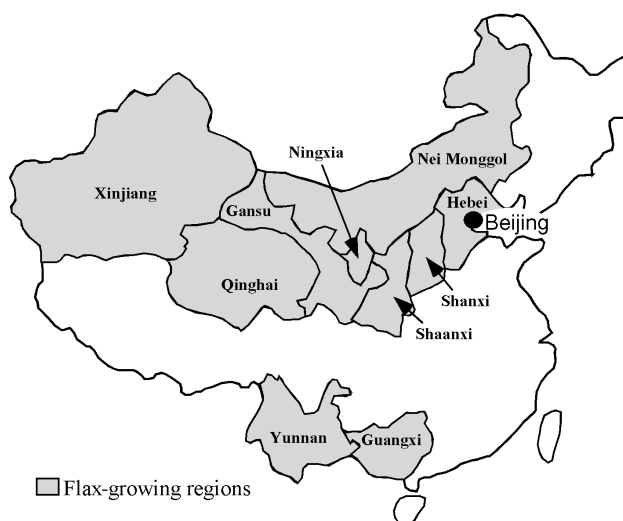 Ningxia
Nei Monggol
Xinjiang
Gansu
Hebei
Beijing
Qinghai
Shanxi
Shaanxi
Yunnan
Guangxi
Flax-growing regions